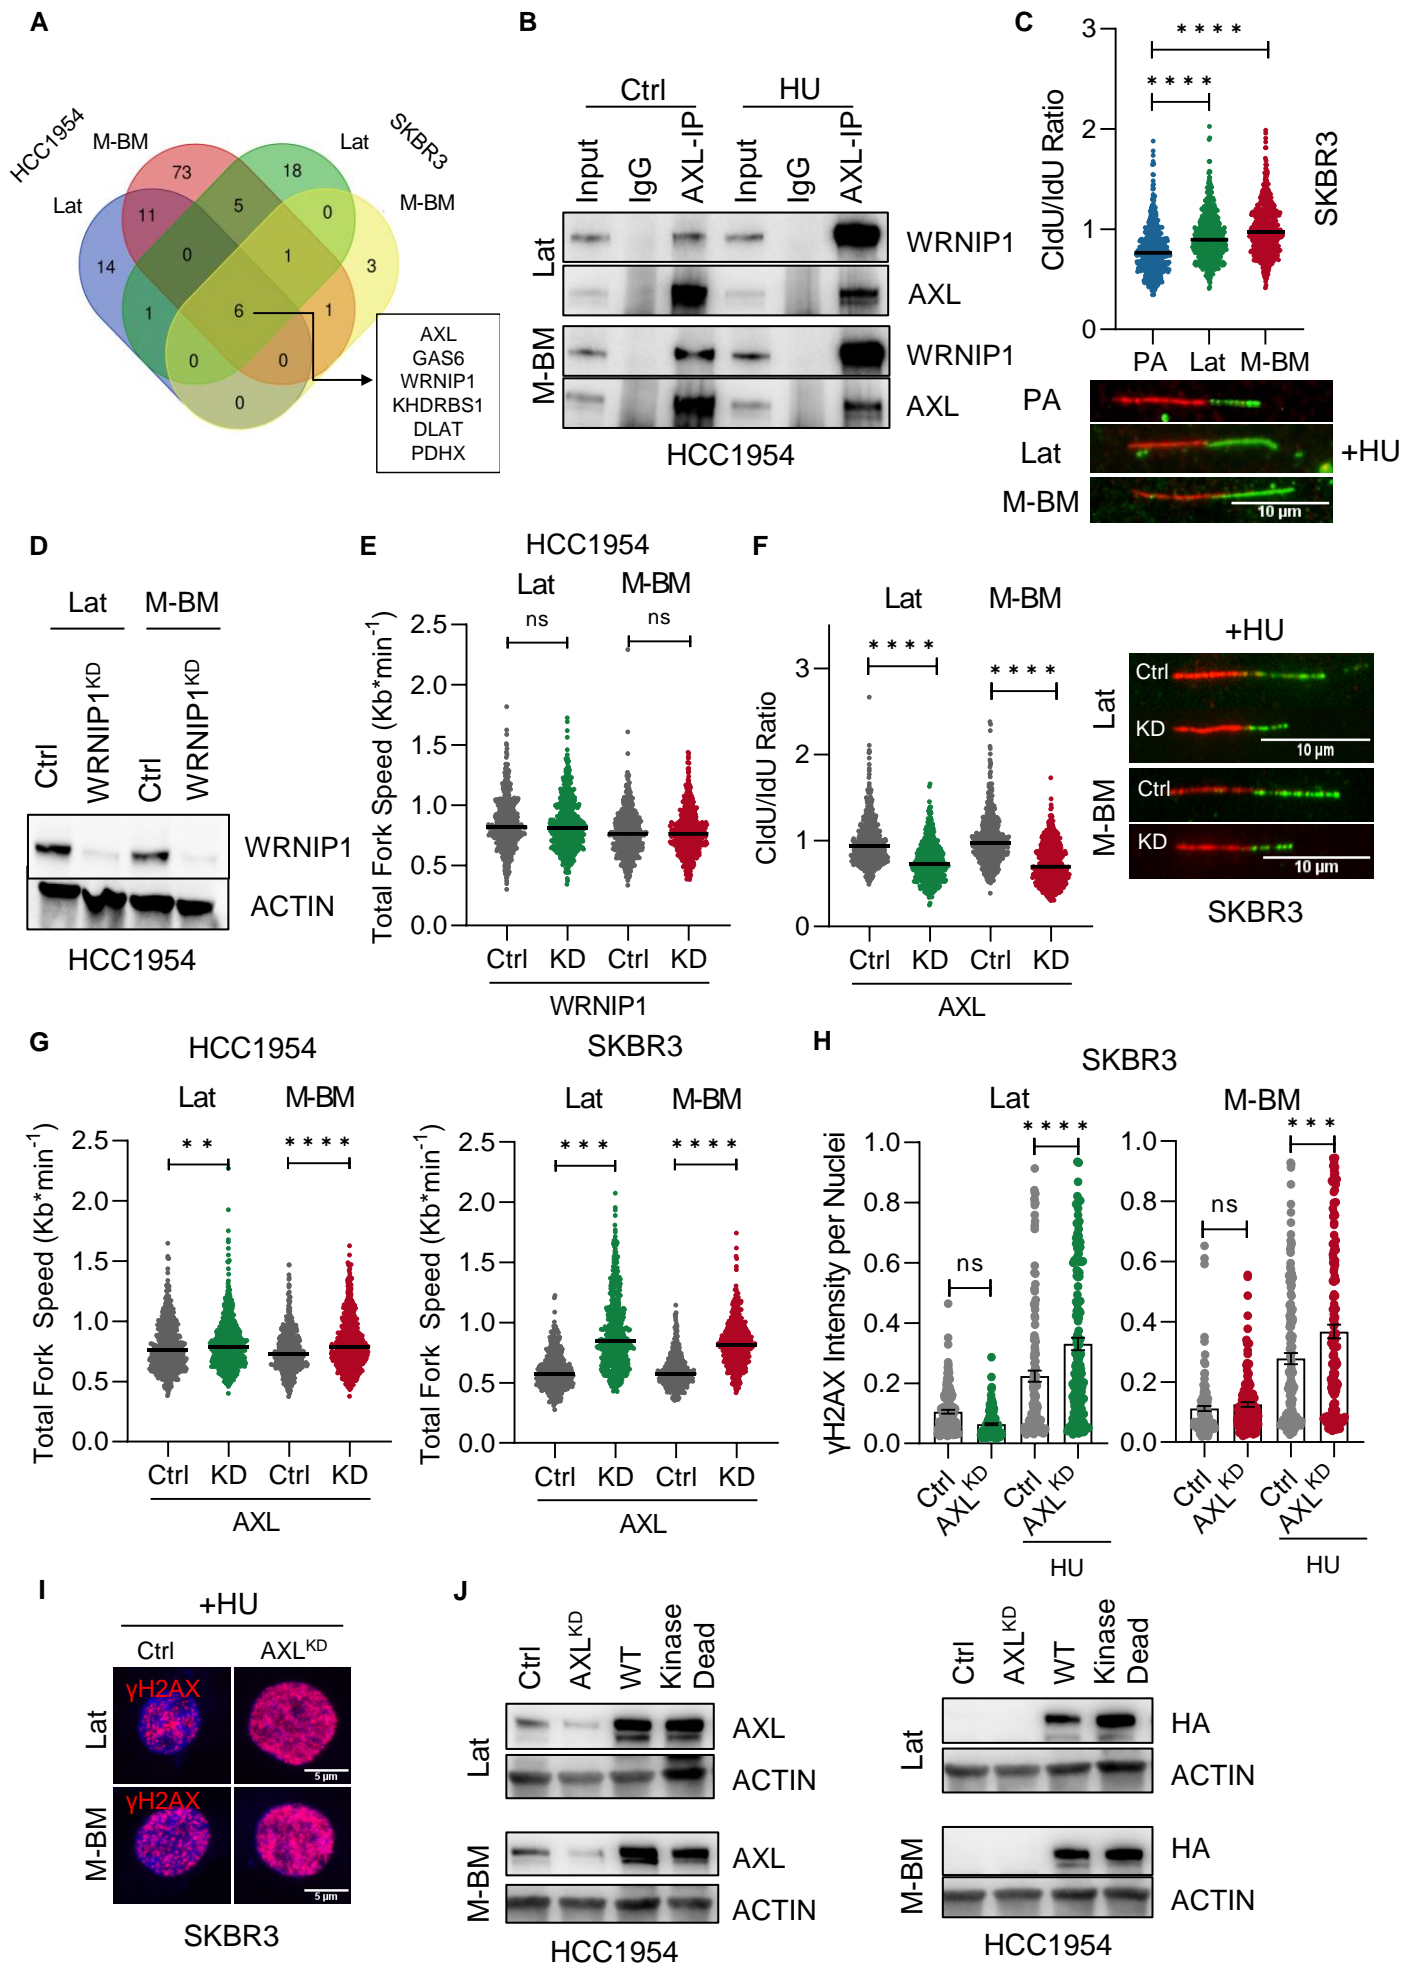 A
HCC1954
M-BM
Lat
SKBR3
Lat
M-BM
73
18
11
5
0
14
0
1
3
1
6
1
0
0
0
AXL
GAS6
WRNIP1
KHDRBS1
DLAT
PDHX
B
Ctrl
HU
Input
IgG
AXL-IP
Input
IgG
AXL-IP
Lat
WRNIP1
AXL
M-BM
WRNIP1
AXL
HCC1954
C
CldU/IdU Ratio
3
2
1
0
* * * *
* * * *
SKBR3
PA
Lat
M-BM
PA
Lat
M-BM
+HU
10 µm
D
Lat
M-BM
Ctrl
WRNIP1KD
Ctrl
WRNIP1KD
WRNIP1
ACTIN
HCC1954
E
HCC1954
Lat
M-BM
Total Fork Speed (Kb*min-1)
2.5
2.0
1.5
1.0
0.5
0.0
ns
ns
Ctrl
KD
Ctrl
KD
WRNIP1
F
Lat
M-BM
CldU/IdU Ratio
3
2
1
0
* * * *
* * * *
Ctrl
KD
Ctrl
KD
AXL
+HU
Lat
Ctrl
KD
10 µm
M-BM
Ctrl
KD
10 µm
SKBR3
G
HCC1954
Lat
M-BM
Total Fork Speed (Kb*min-1)
2.5
2.0
1.5
1.0
0.5
0.0
* *
* * * *
Ctrl
KD
Ctrl
KD
AXL
SKBR3
Lat
M-BM
Total Fork Speed (Kb*min-1)
2.5
2.0
1.5
1.0
0.5
0.0
* * *
* * * *
Ctrl
KD
Ctrl
KD
AXL
H
SKBR3
Lat
M-BM
γH2AX Intensity per Nuclei
1.0
0.8
0.6
0.4
0.2
0.0
ns
* * * *
Ctrl
AXLKD
Ctrl
AXLKD
HU
1.0
0.8
0.6
0.4
0.2
0.0
ns
* * *
Ctrl
AXLKD
Ctrl
AXLKD
HU
I
+HU
Ctrl
AXLKD
Lat
γH2AX
5 µm
M-BM
γH2AX
5 µm
SKBR3
J
Ctrl
AXLKD
WT
Kinase
Dead
Lat
AXL
ACTIN
M-BM
AXL
ACTIN
HCC1954
Ctrl
AXLKD
WT
Kinase
Dead
Lat
HA
ACTIN
M-BM
HA
ACTIN
HCC1954